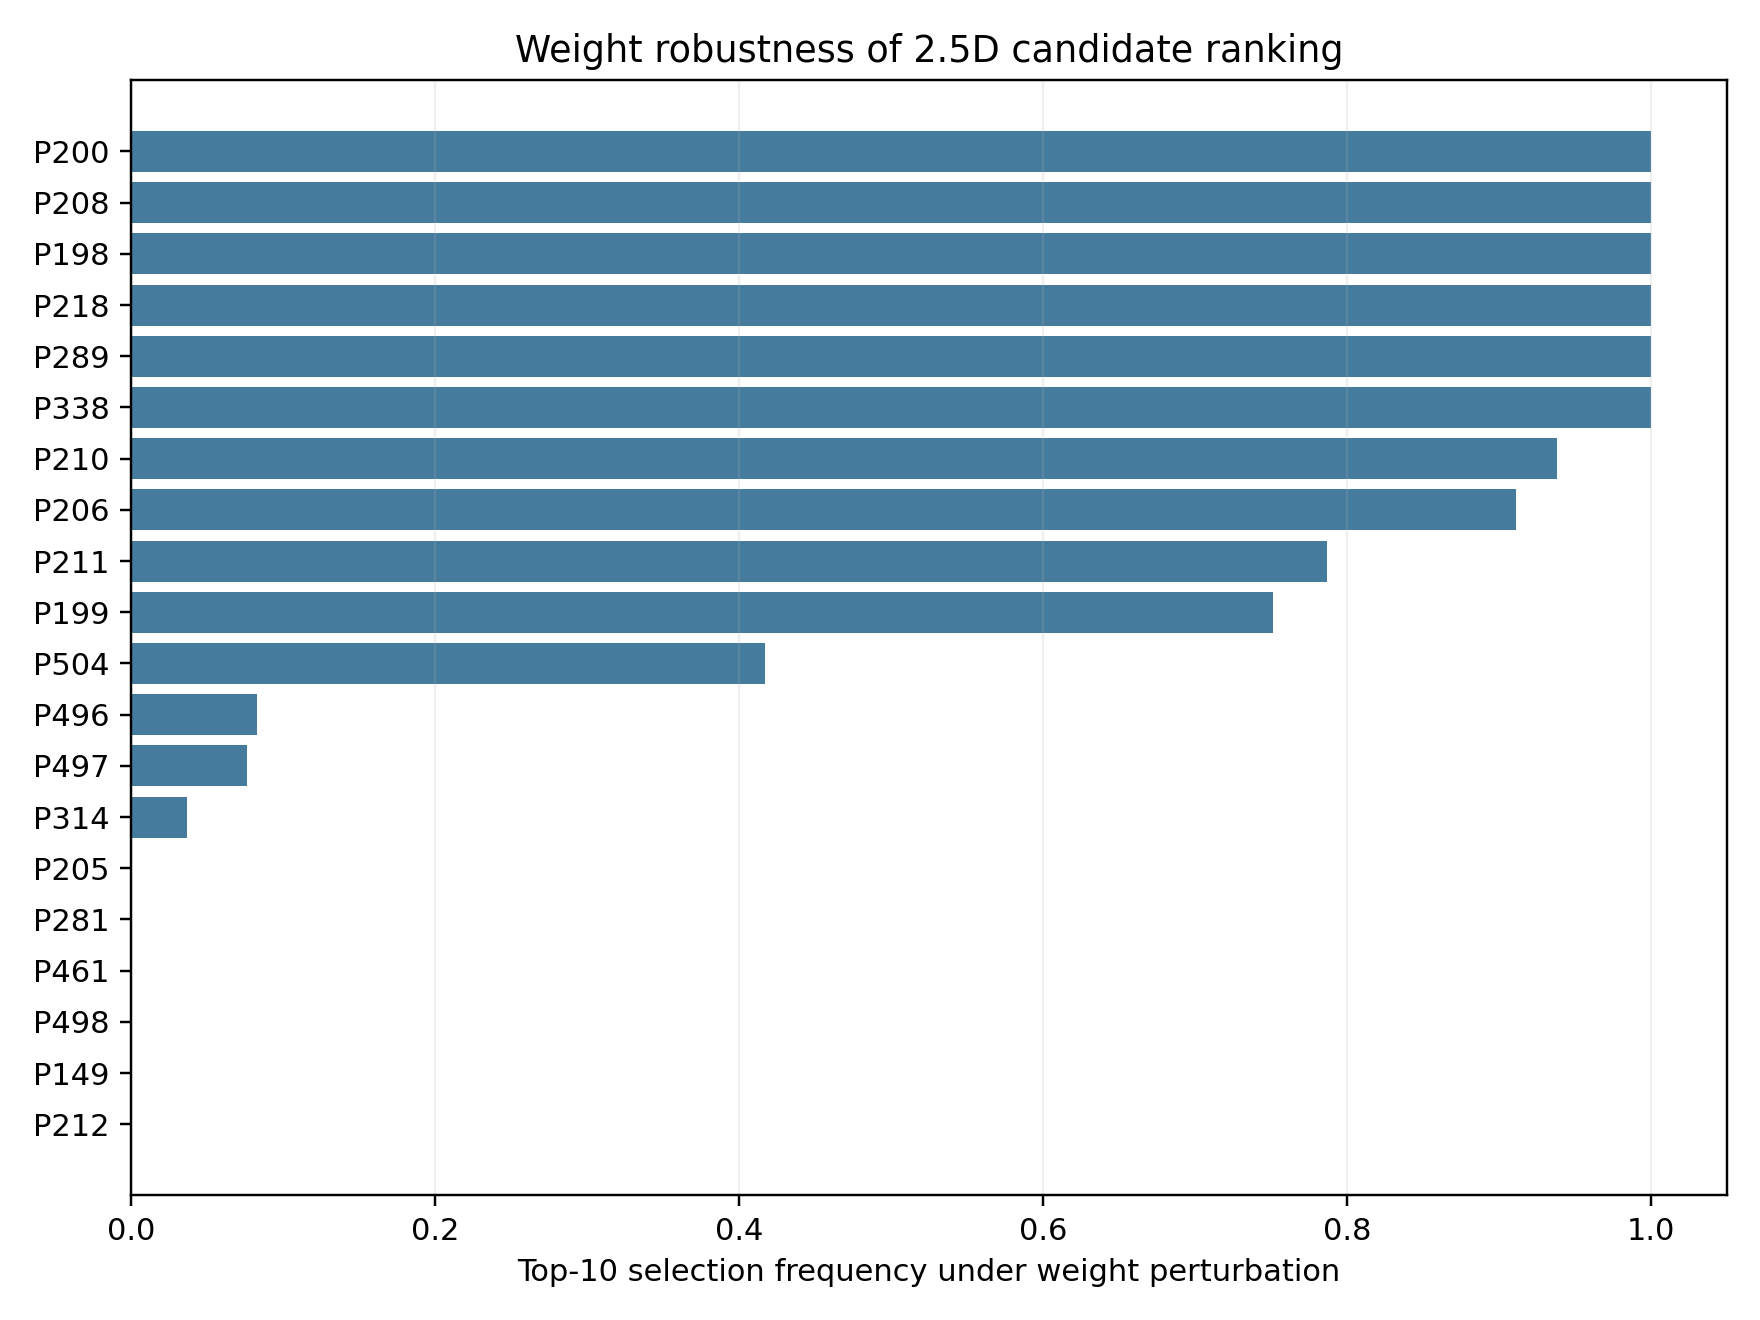 Weight robustness of 2.5D candidate ranking
P200
P208
P198
P218
P289
P338
P210
P206
P211
P199
P504
P496
P497
P314
P205
P281
P461
P498
P149
P212
0.0 0.2 0.4 0.6 0.8 1.0
Top-10 selection frequency under weight perturbation